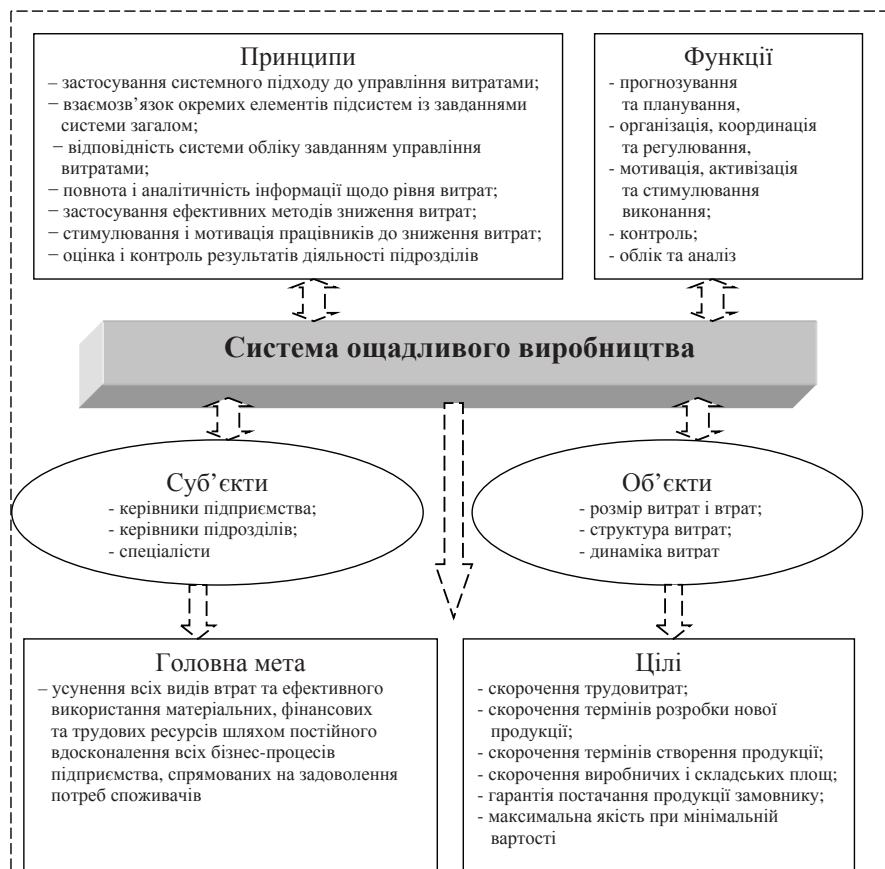 Принципи
– застосування системного підходу до управління витратами;
– взаємозв’язок окремих елементів підсистем із завданнями
системи загалом;
– відповідність системи обліку завданням управління
витратами;
– повнота і аналітичність інформації щодо рівня витрат;
– застосування ефективних методів зниження витрат;
– стимулювання і мотивація працівників до зниження витрат;
– оцінка і контроль результатів діяльності підрозділів
Функції
- прогнозування
та планування,
- організація, координація
та регулювання,
- мотивація, активізація
та стимулювання
виконання;
- контроль;
- облік та аналіз
Система ощадливого виробництва
Суб’єкти
- керівники підприємства;
- керівники підрозділів;
- спеціалісти
Об’єкти
- розмір витрат і втрат;
- структура витрат;
- динаміка витрат
Головна мета
– усунення всіх видів втрат та ефективного
використання матеріальних, фінансових
та трудових ресурсів шляхом постійного
вдосконалення всіх бізнес-процесів
підприємства, спрямованих на задоволення
потреб споживачів
Цілі
- скорочення трудовитрат;
- скорочення термінів розробки нової
продукції;
- скорочення термінів створення продукції;
- скорочення виробничих і складських площ;
- гарантія постачання продукції замовнику;
- максимальна якість при мінімальній
вартості